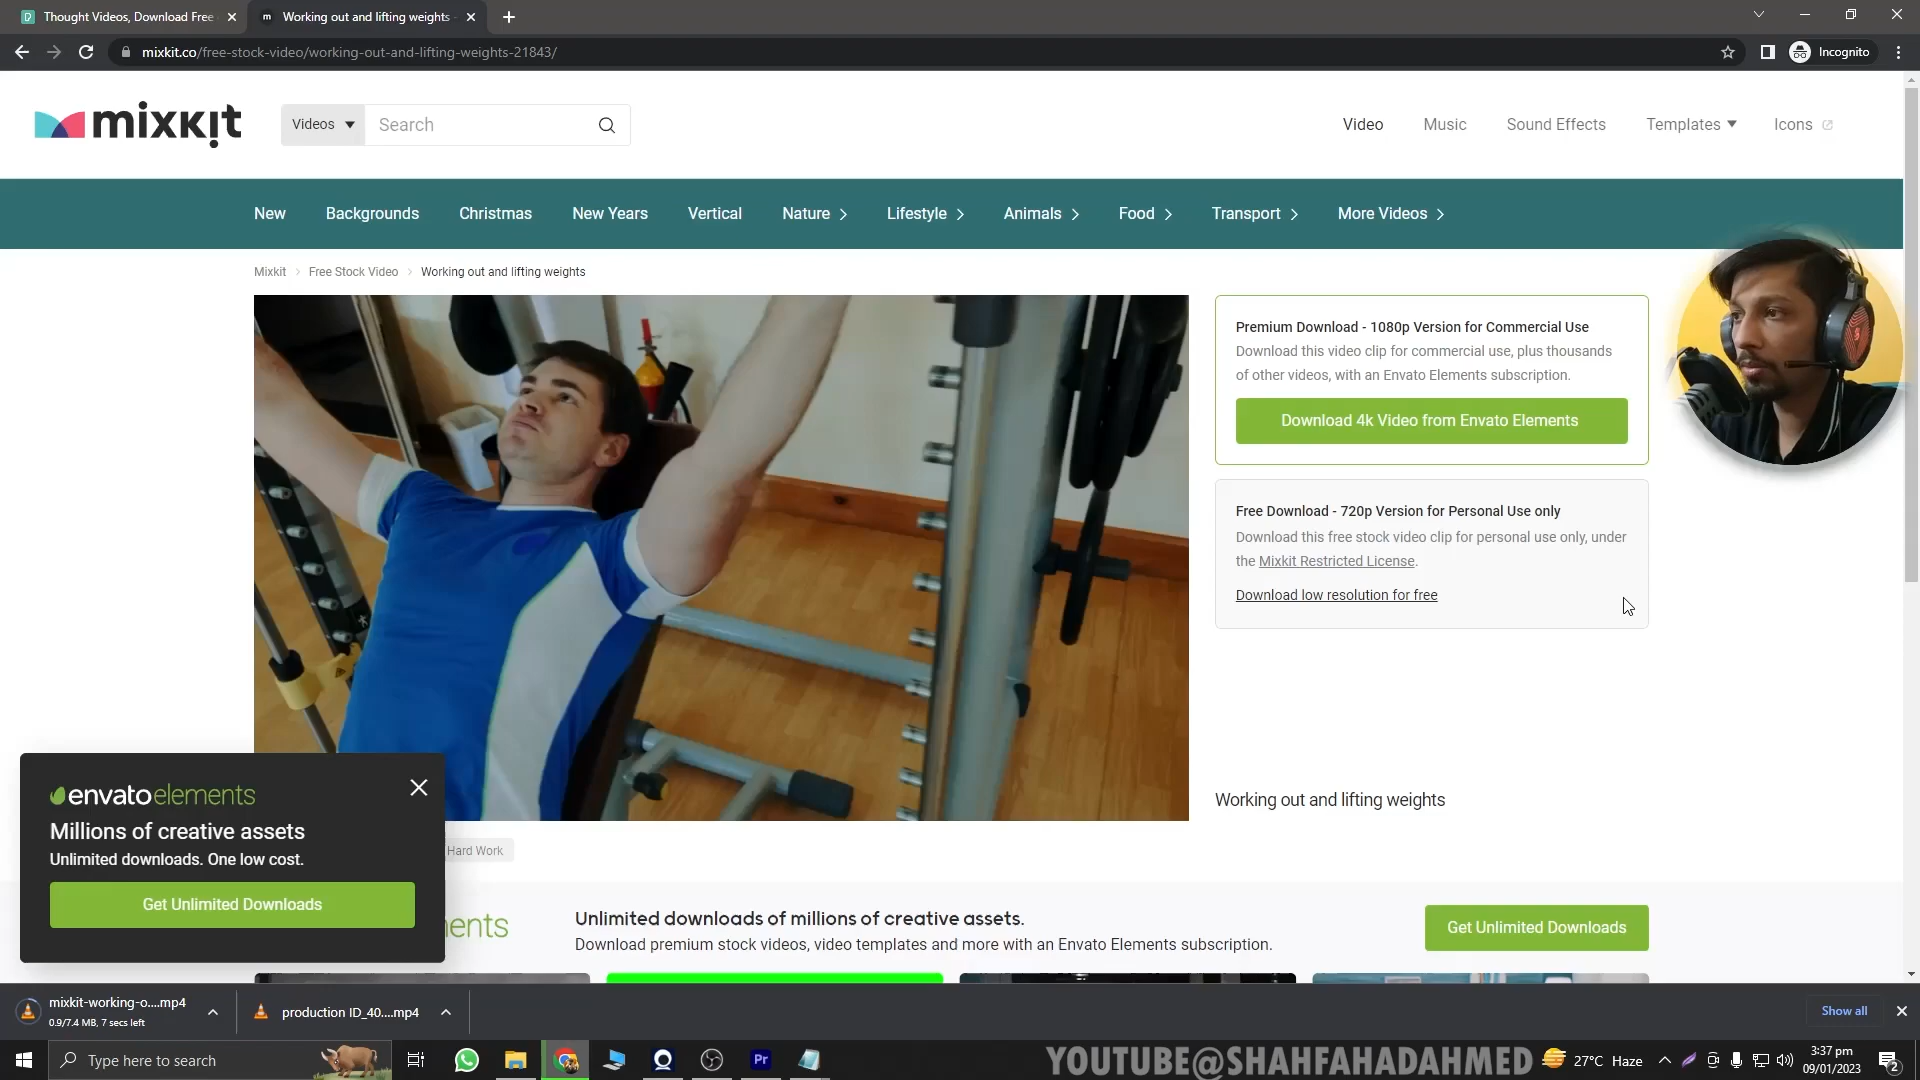 Thought Videos, Download Free
Working out and lifting weights
mixkit.co/free-stock-video/working-out-and-lifting-weights-21843/
Incognito
mixkit
Videos
Search
Video
Music
Sound Effects
Templates
Icons
New
Backgrounds
Christmas
New Years
Vertical
Nature
Lifestyle
Animals
Food
Transport
More Videos
Mixkit
Free Stock Video
Working out and lifting weights
Premium Download - 1080p Version for Commercial Use
Download this video clip for commercial use, plus thousands
of other videos, with an Envato Elements subscription.
Download 4k Video from Envato Elements
Free Download - 720p Version for Personal Use only
Download this free stock video clip for personal use only, under
the Mixkit Restricted License.
Download low resolution for free
Working out and lifting weights
envato elements
Millions of creative assets
Unlimited downloads. One low cost.
Get Unlimited Downloads
Hard Work
ents
Unlimited downloads of millions of creative assets.
Download premium stock videos, video templates and more with an Envato Elements subscription.
Get Unlimited Downloads
mixkit-working-o....mp4
0.9/7.4 MB, 7 secs left
production ID_40....mp4
Show all
Type here to search
Pr
YOUTUBE@SHAHFAHADAHMED
27°C Haze
3:37 pm
09/01/2023
2